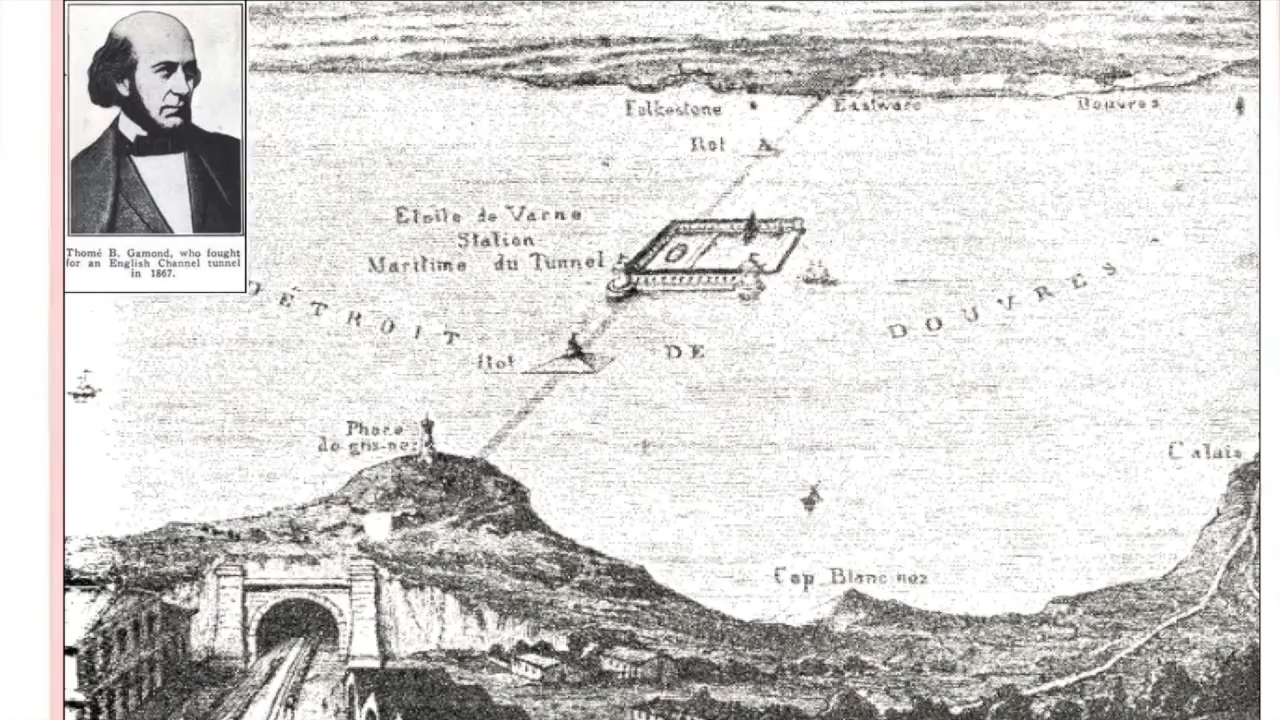 Thomé B. Gamond, who fought
for an English Channel tunnel
in 1867.
Folkestone
Eastware
Douvres
Ilot
Etoile de Varne
Station
Maritime du Tunnel
DÉTROIT
DE
DOUVRES
Ilot
Phare
de gris-nez
Calais
Cap Blanc nez